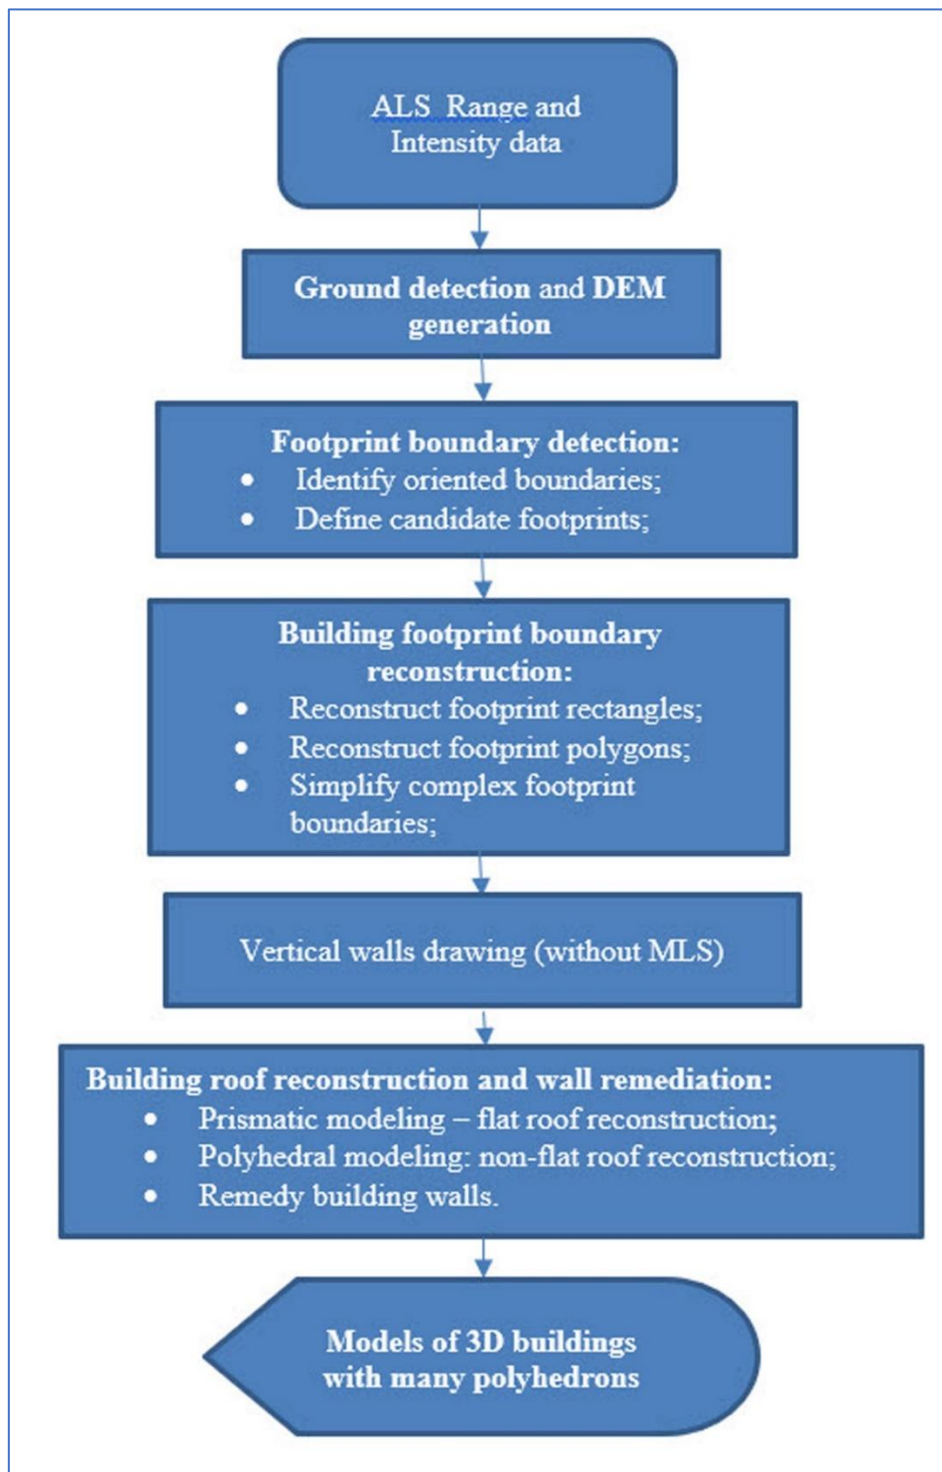 ALS Range and
Intensity data
Ground detection and DEM
generation
Footprint boundary detection:
• Identify oriented boundaries;
• Define candidate footprints;
Building footprint boundary
reconstruction:
• Reconstruct footprint rectangles;
• Reconstruct footprint polygons;
• Simplify complex footprint
boundaries;
Vertical walls drawing (without MLS)
Building roof reconstruction and wall remediation:
• Prismatic modeling – flat roof reconstruction;
• Polyhedral modeling: non-flat roof reconstruction;
• Remedy building walls.
Models of 3D buildings
with many polyhedrons